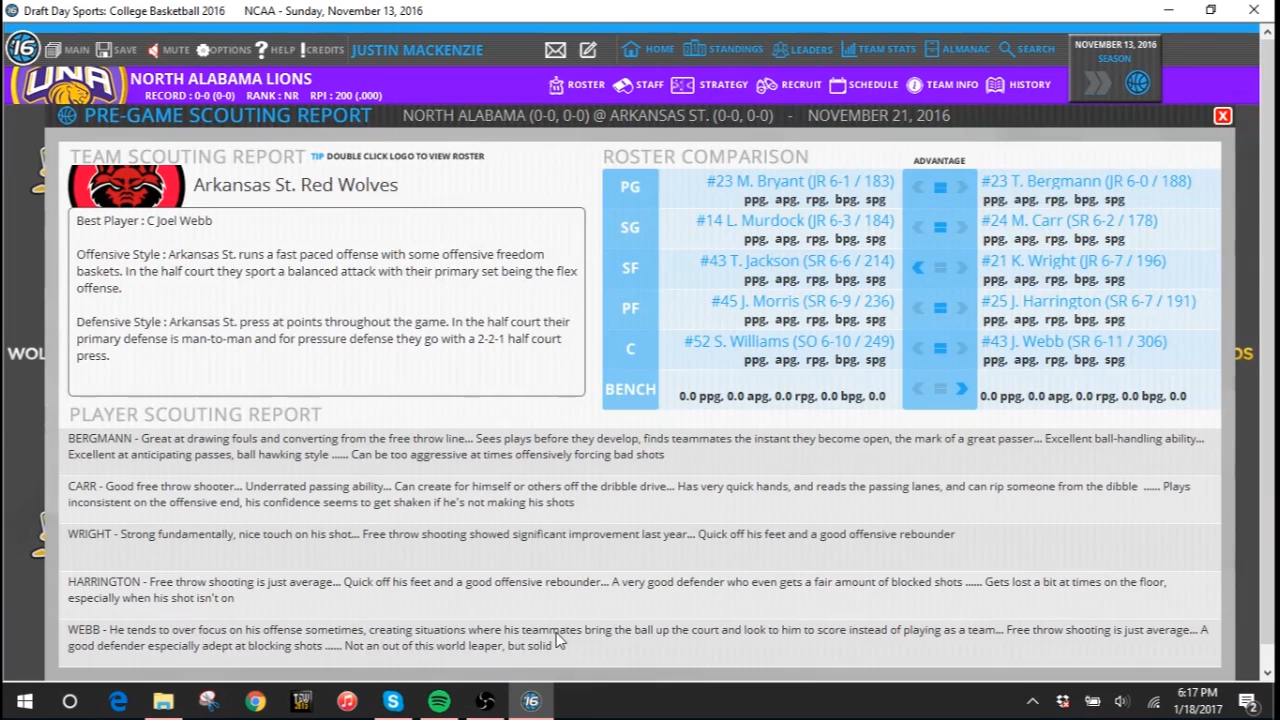 Draft Day Sports: College Basketball 2016 NCAA - Sunday, November 13, 2016
16 MAIN SAVE MUTE OPTIONS ? HELP !CREDITS JUSTIN MACKENZIE HOME STANDINGS LEADERS TEAM STATS ALMANAC SEARCH
NOVEMBER 13, 2016
SEASON
UNA NORTH ALABAMA LIONS
RECORD : 0-0 (0-0) RANK : NR RPI : 200 (.000)
ROSTER STAFF STRATEGY RECRUIT SCHEDULE TEAM INFO HISTORY
PRE-GAME SCOUTING REPORT NORTH ALABAMA (0-0, 0-0) @ ARKANSAS ST. (0-0, 0-0) - NOVEMBER 21, 2016
TEAM SCOUTING REPORT TIP DOUBLE CLICK LOGO TO VIEW ROSTER
Arkansas St. Red Wolves
Best Player : C Joel Webb
Offensive Style : Arkansas St. runs a fast paced offense with some offensive freedom
baskets. In the half court they sport a balanced attack with their primary set being the flex
offense.
Defensive Style : Arkansas St. press at points throughout the game. In the half court their
primary defense is man-to-man and for pressure defense they go with a 2-2-1 half court
press.
ROSTER COMPARISON ADVANTAGE
PG #23 M. Bryant (JR 6-1 / 183) = #23 T. Bergmann (JR 6-0 / 188)
ppg, apg, rpg, bpg, spg ppg, apg, rpg, bpg, spg
SG #14 L. Murdock (JR 6-3 / 184) = #24 M. Carr (SR 6-2 / 178)
ppg, apg, rpg, bpg, spg ppg, apg, rpg, bpg, spg
SF #43 T. Jackson (SR 6-6 / 214) = #21 K. Wright (JR 6-7 / 196)
ppg, apg, rpg, bpg, spg ppg, apg, rpg, bpg, spg
PF #45 J. Morris (SR 6-9 / 236) = #25 J. Harrington (SR 6-7 / 191)
ppg, apg, rpg, bpg, spg ppg, apg, rpg, bpg, spg
C #52 S. Williams (SO 6-10 / 249) = #43 J. Webb (SR 6-11 / 306)
ppg, apg, rpg, bpg, spg ppg, apg, rpg, bpg, spg
BENCH 0.0 ppg, 0.0 apg, 0.0 rpg, 0.0 bpg, 0.0 = 0.0 ppg, 0.0 apg, 0.0 rpg, 0.0 bpg, 0.0
WOL
DS
PLAYER SCOUTING REPORT
BERGMANN - Great at drawing fouls and converting from the free throw line... Sees plays before they develop, finds teammates the instant they become open, the mark of a great passer... Excellent ball-handling ability...
Excellent at anticipating passes, ball hawking style ...... Can be too aggressive at times offensively forcing bad shots
CARR - Good free throw shooter... Underrated passing ability... Can create for himself or others off the dribble drive... Has very quick hands, and reads the passing lanes, and can rip someone from the dibble ...... Plays
inconsistent on the offensive end, his confidence seems to get shaken if he's not making his shots
WRIGHT - Strong fundamentally, nice touch on his shot... Free throw shooting showed significant improvement last year... Quick off his feet and a good offensive rebounder
HARRINGTON - Free throw shooting is just average... Quick off his feet and a good offensive rebounder... A very good defender who even gets a fair amount of blocked shots ...... Gets lost a bit at times on the floor,
especially when his shot isn't on
WEBB - He tends to over focus on his offense sometimes, creating situations where his teammates bring the ball up the court and look to him to score instead of playing as a team... Free throw shooting is just average... A
good defender especially adept at blocking shots ...... Not an out of this world leaper, but solid
16
6:17 PM
1/18/2017
2